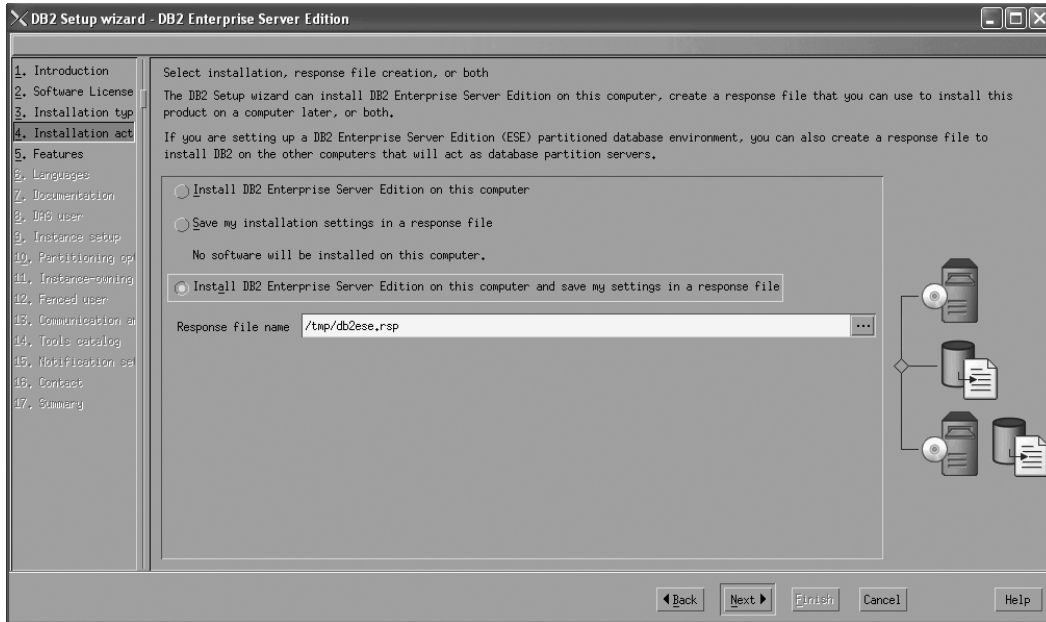 DB2 Setup wizard - DB2 Enterprise Server Edition
1. Introduction
2. Software License
3. Installation typ
4. Installation act
5. Features
6. Languages
7. Documentation
8. DAS user
9. Instance setup
10. Partitioning op
11. Instance-owning
12. Fenced user
13. Communication an
14. Tools catalog
15. Notification set
16. Contact
17. Summary
Select installation, response file creation, or both
The DB2 Setup wizard can install DB2 Enterprise Server Edition on this computer, create a response file that you can use to install this
product on a computer later, or both.
If you are setting up a DB2 Enterprise Server Edition (ESE) partitioned database environment, you can also create a response file to
install DB2 on the other computers that will act as database partition servers.
Install DB2 Enterprise Server Edition on this computer
Save my installation settings in a response file
No software will be installed on this computer.
Install DB2 Enterprise Server Edition on this computer and save my settings in a response file
Response file name /tmp/db2ese.rsp ...
Back Next Finish Cancel Help